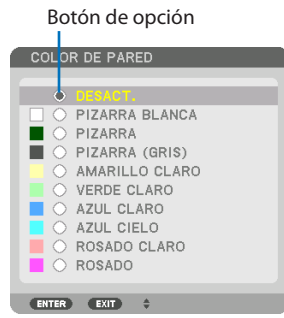 Botón de opción
COLOR DE PARED
DESACT.
PIZARRA BLANCA
PIZARRA
PIZARRA (GRIS)
AMARILLO CLARO
VERDE CLARO
AZUL CLARO
AZUL CIELO
ROSADO CLARO
ROSADO
ENTER EXIT